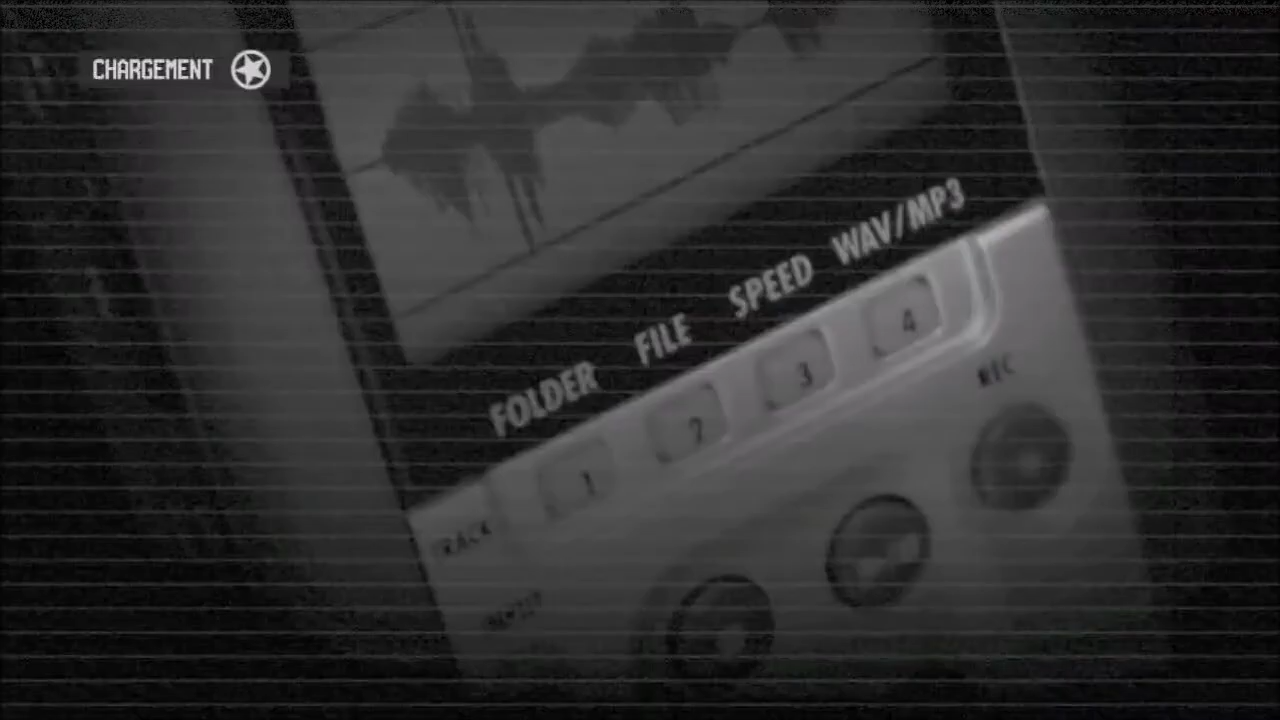 CHARGEMENT
FOLDER FILE SPEED WAV/MP3
1 2 3 4
REC
TRACK